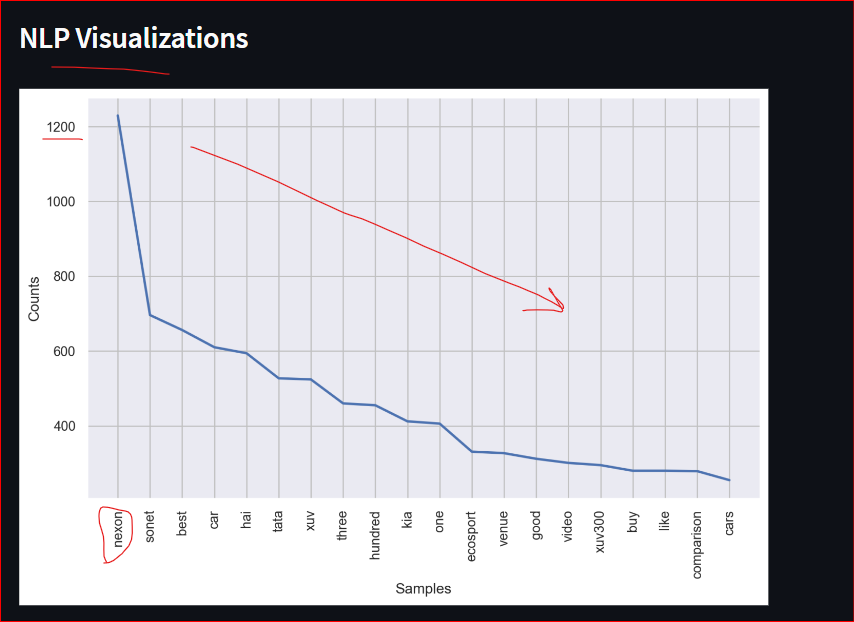 NLP Visualizations
1200
1000
800
600
400
Counts
nexon
sonet
best
car
hai
tata
xuv
three
hundred
kia
one
ecosport
venue
good
video
xuv300
buy
like
comparison
cars
Samples